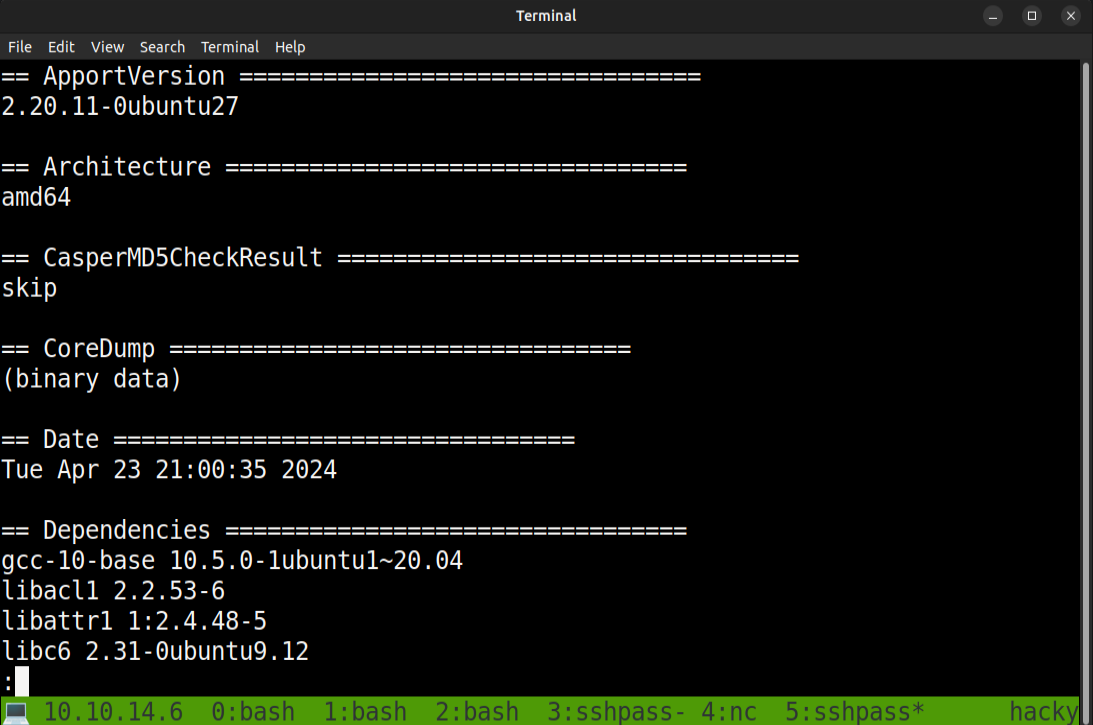 Terminal
File Edit View Search Terminal Help
== ApportVersion =================================
2.20.11-0ubuntu27
== Architecture =================================
amd64
== CasperMD5CheckResult =================================
skip
== CoreDump =================================
(binary data)
== Date =================================
Tue Apr 23 21:00:35 2024
== Dependencies =================================
gcc-10-base 10.5.0-1ubuntu1~20.04
libacl1 2.2.53-6
libattr1 1:2.4.48-5
libc6 2.31-0ubuntu9.12
:
10.10.14.6 0:bash 1:bash 2:bash 3:sshpass- 4:nc 5:sshpass* hacky